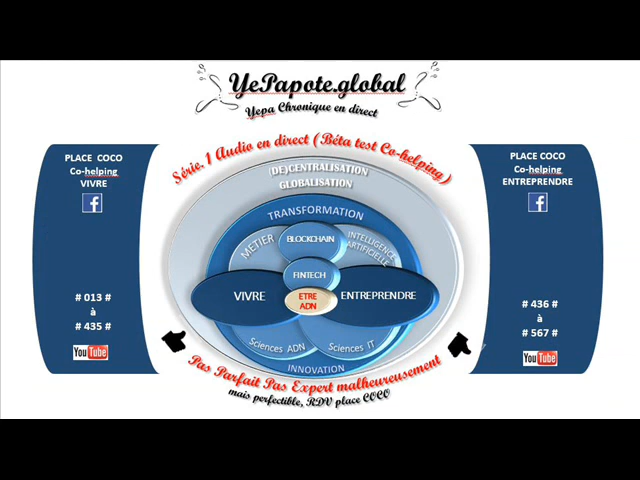 YePapote.global
Yepa Chronique en direct
Série, 1 Audio en direct (Béta test Co-helping)
PLACE COCO
Co-helping
VIVRE
f
# 013 #
à
# 435 #
YouTube
(DE)CENTRALISATION
GLOBALISATION
TRANSFORMATION
METIER
BLOCKCHAIN
INTELLIGENCE
ARTIFICIELLE
FINTECH
VIVRE
ETRE
ADN
ENTREPRENDRE
Sciences ADN
Sciences IT
INNOVATION
PLACE COCO
Co-helping
ENTREPRENDRE
f
# 436 #
à
# 567 #
YouTube
Pas Parfait Pas Expert malheureusement
mais perfectible, RDV place COCO